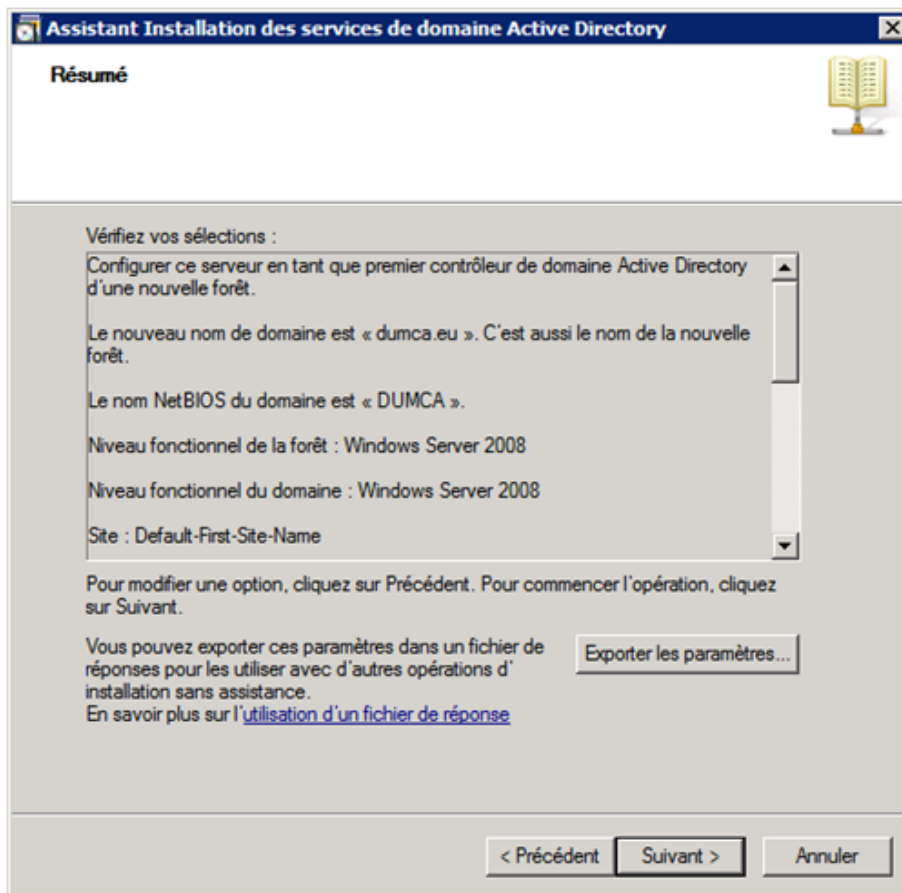 Assistant Installation des services de domaine Active Directory
Résumé
Vérifiez vos sélections :
Configurer ce serveur en tant que premier contrôleur de domaine Active Directory
d'une nouvelle forêt.
Le nouveau nom de domaine est « dumca.eu ». C'est aussi le nom de la nouvelle
forêt.
Le nom NetBIOS du domaine est « DUMCA ».
Niveau fonctionnel de la forêt : Windows Server 2008
Niveau fonctionnel du domaine : Windows Server 2008
Site : Default-First-Site-Name
Pour modifier une option, cliquez sur Précédent. Pour commencer l'opération, cliquez
sur Suivant.
Vous pouvez exporter ces paramètres dans un fichier de
réponses pour les utiliser avec d'autres opérations d'
installation sans assistance.
En savoir plus sur l'utilisation d'un fichier de réponse
Exporter les paramètres...
< Précédent
Suivant >
Annuler